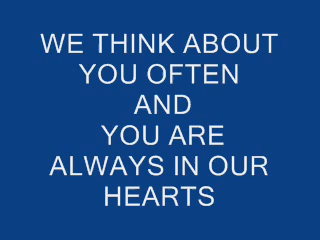 WE THINK ABOUT
YOU OFTEN
AND
YOU ARE
ALWAYS IN OUR
HEARTS